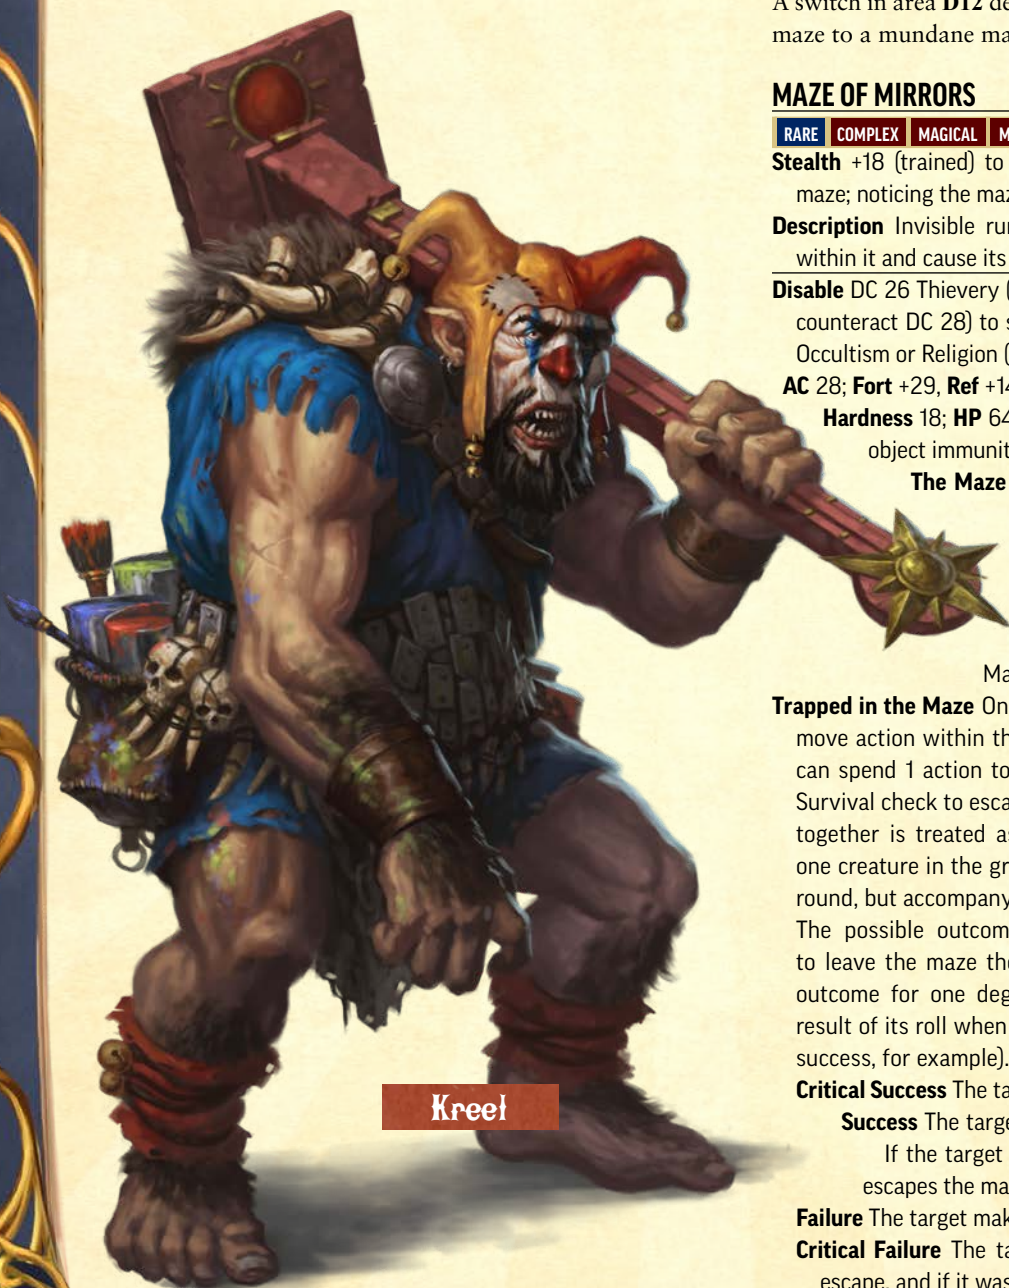 A switch in area D12 de
maze to a mundane ma
MAZE OF MIRRORS
RARE COMPLEX MAGICAL M
Stealth +18 (trained) to
maze; noticing the maz
Description Invisible ru
within it and cause its
Disable DC 26 Thievery (
counteract DC 28) to s
Occultism or Religion (
AC 28; Fort +29, Ref +14
Hardness 18; HP 64
object immunit
The Maze
Ma
Trapped in the Maze On
move action within th
can spend 1 action to
Survival check to esca
together is treated as
one creature in the gr
round, but accompany
The possible outcom
to leave the maze the
outcome for one deg
result of its roll when
success, for example).
Critical Success The ta
Success The targe
If the target
escapes the ma
Failure The target mak
Critical Failure The ta
escape, and if it was
Kreel